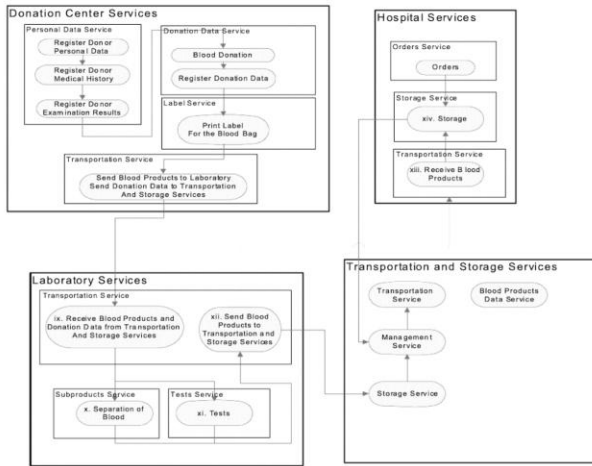 Donation Center Services
Personal Data Service
Register Donor
Personal Data
Register Donor
Medical History
Register Donor
Examination Results
Donation Data Service
Blood Donation
Register Donation Data
Label Service
Print Label
For the Blood Bag
Transportation Service
Send Blood Products to Laboratory
Send Donation Data to Transportation
And Storage Services
Hospital Services
Orders Service
Orders
Storage Service
xiv. Storage
Transportation Service
xiii. Receive Blood
Products
Laboratory Services
Transportation Service
ix. Receive Blood Products and
Donation Data from Transportation
And Storage Services
xii. Send Blood
Products to
Transportation and
Storage Services
Subproducts Service
x. Separation of
Blood
Tests Service
xi. Tests
Transportation and Storage Services
Transportation
Service
Blood Products
Data Service
Management
Service
Storage Service